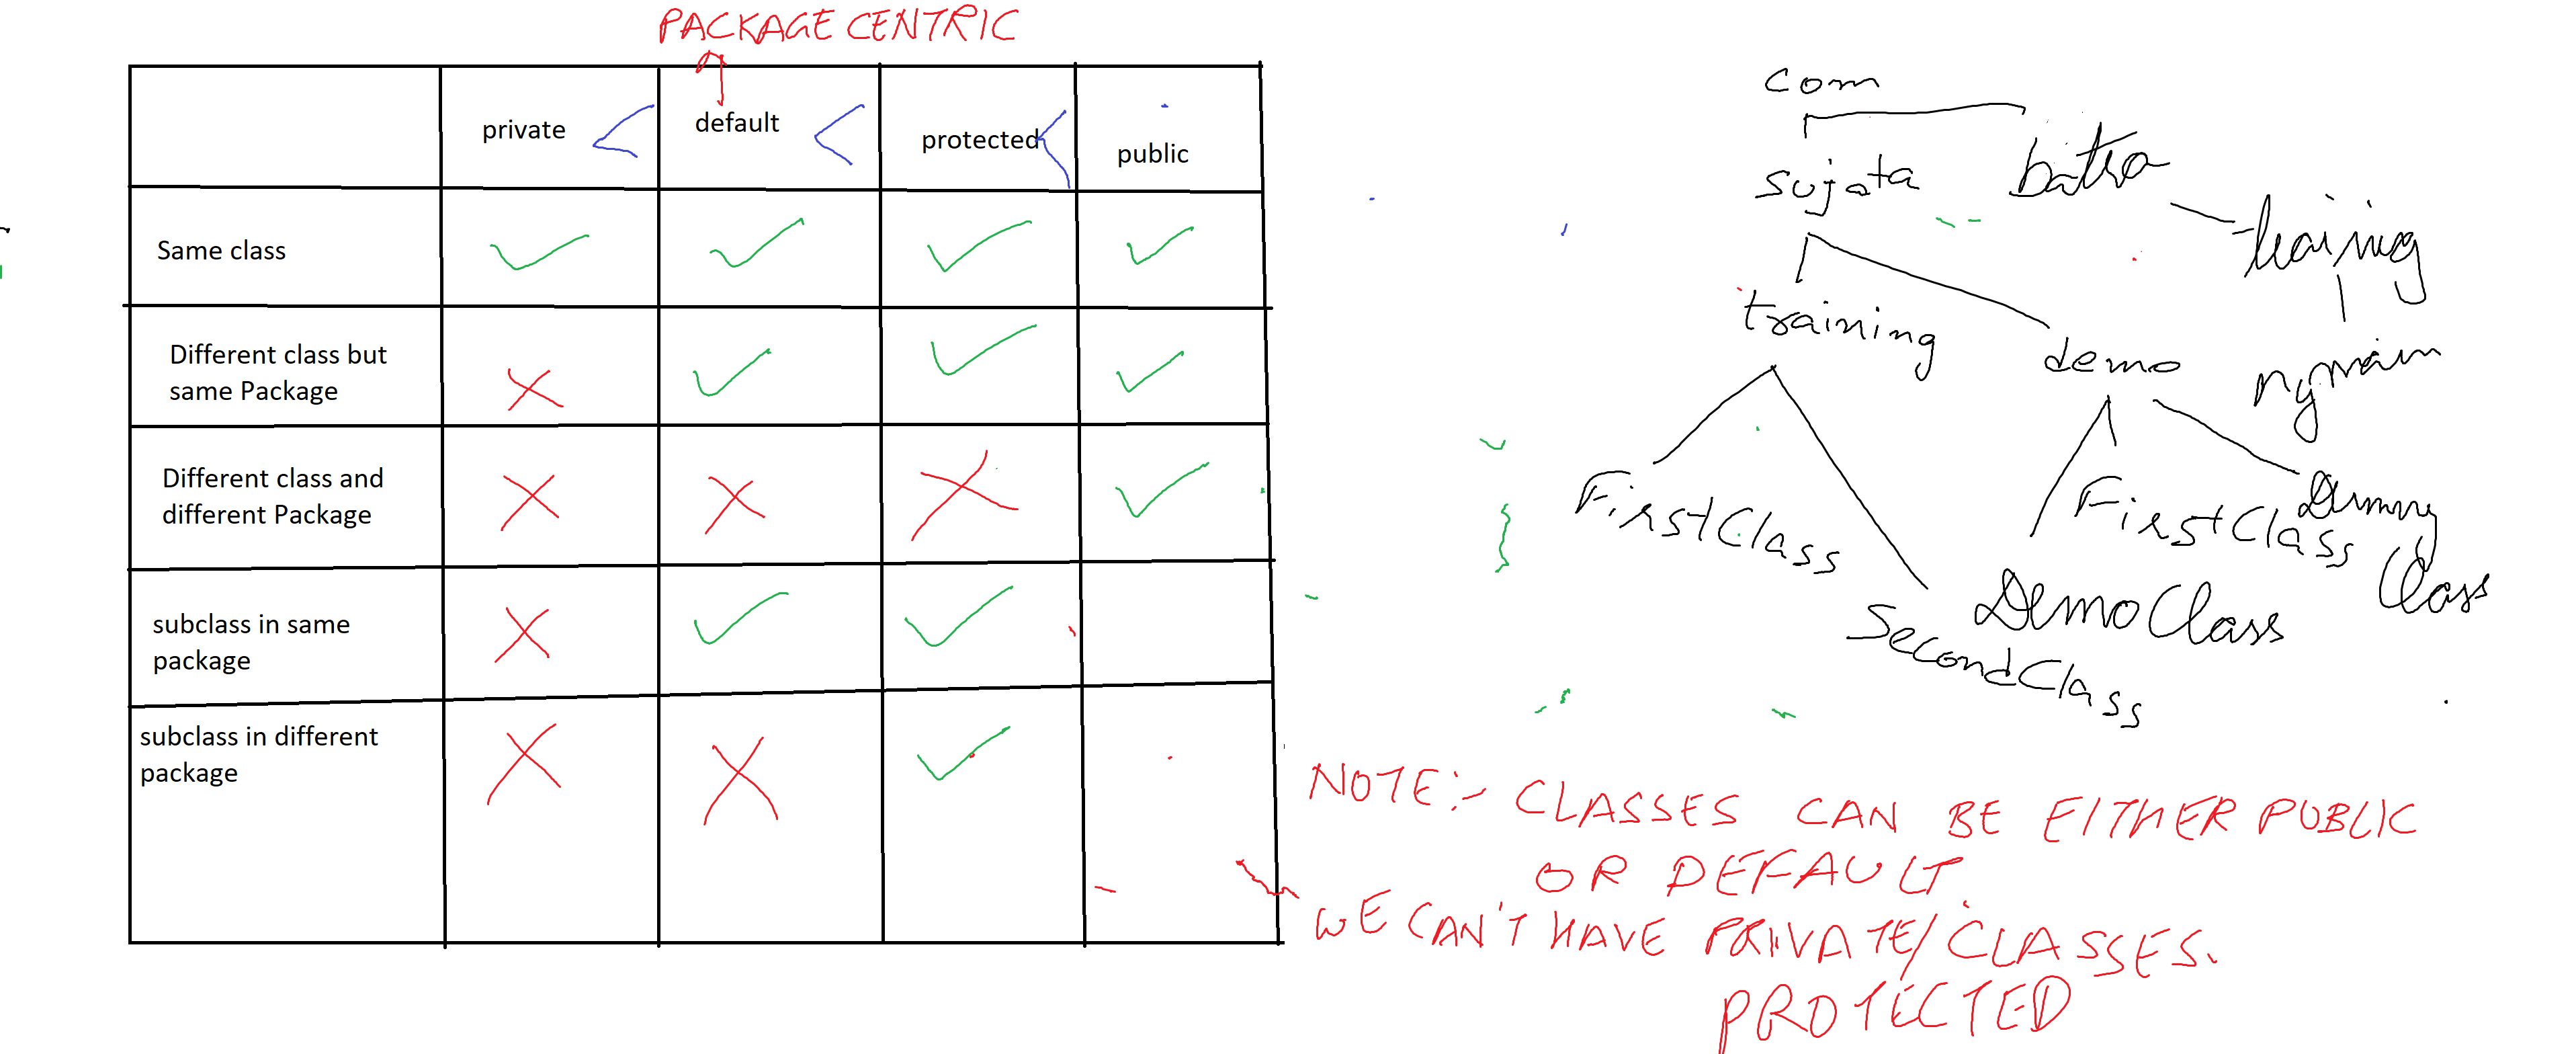 PACKAGE CENTRIC
private < default < protected < public
Same class
Different class but
same Package
Different class and
different Package
subclass in same
package
subclass in different
package
com
sujata batra
training
training demo
FirstClass
FirstClass Dummy
Class
DemoClass
SecondClass
NOTE:- CLASSES CAN BE EITHER PUBLIC
OR DEFAULT.
WE CAN'T HAVE PRIVATE/CLASSES.
PROTECTED